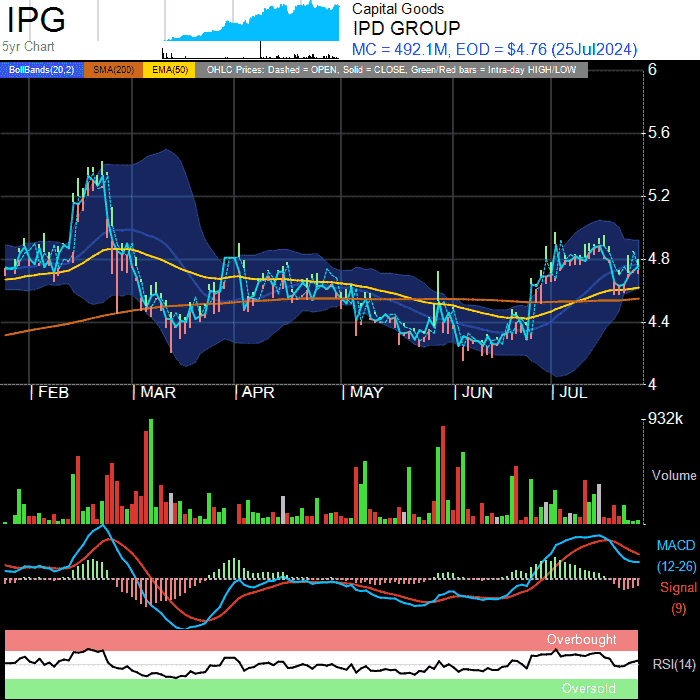 IPG
5yr Chart
Capital Goods
IPD GROUP
MC = 492.1M, EOD = $4.76 (25Jul2024)
BollBands(20,2) SMA(200) EMA(50) OHLC Prices: Dashed = OPEN, Solid = CLOSE, Green/Red bars = Intra-day HIGH/LOW
6
5.6
5.2
4.8
4.4
4
FEB MAR APR MAY JUN JUL
932k
Volume
MACD
(12-26)
Signal
(9)
Overbought
RSI(14)
Oversold